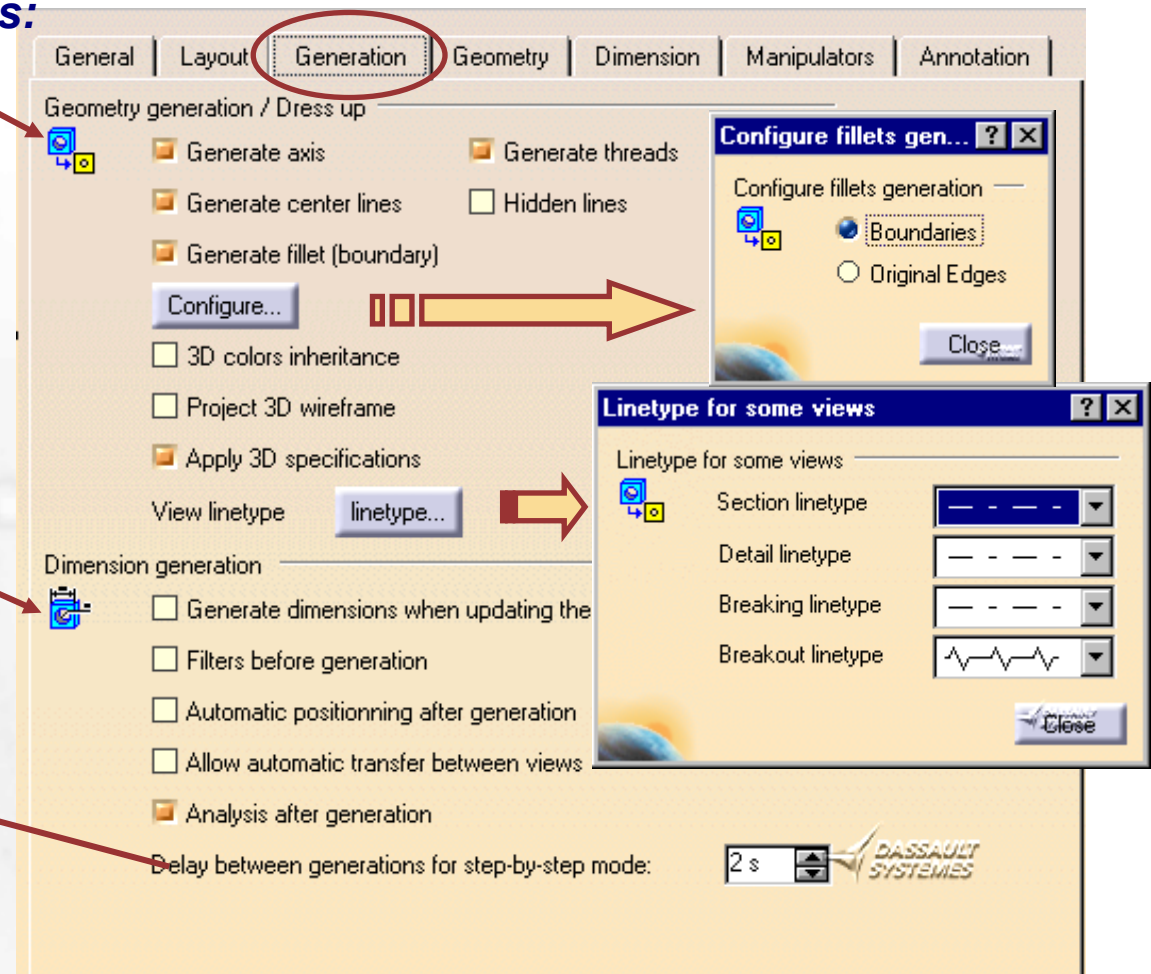 s:
General Layout Generation Geometry Dimension Manipulators Annotation
Geometry generation / Dress up
Generate axis Generate threads
Generate center lines Hidden lines
Generate fillet (boundary)
Configure...
3D colors inheritance
Project 3D wireframe
Apply 3D specifications
View linetype linetype...
Configure fillets gen...
Configure fillets generation
Boundaries
Original Edges
Close
Linetype for some views
Linetype for some views
Section linetype
Detail linetype
Breaking linetype
Breakout linetype
Close
Dimension generation
Generate dimensions when updating the
Filters before generation
Automatic positionning after generation
Allow automatic transfer between views
Analysis after generation
Delay between generations for step-by-step mode: 2 s
DASSAULT
SYSTEMES